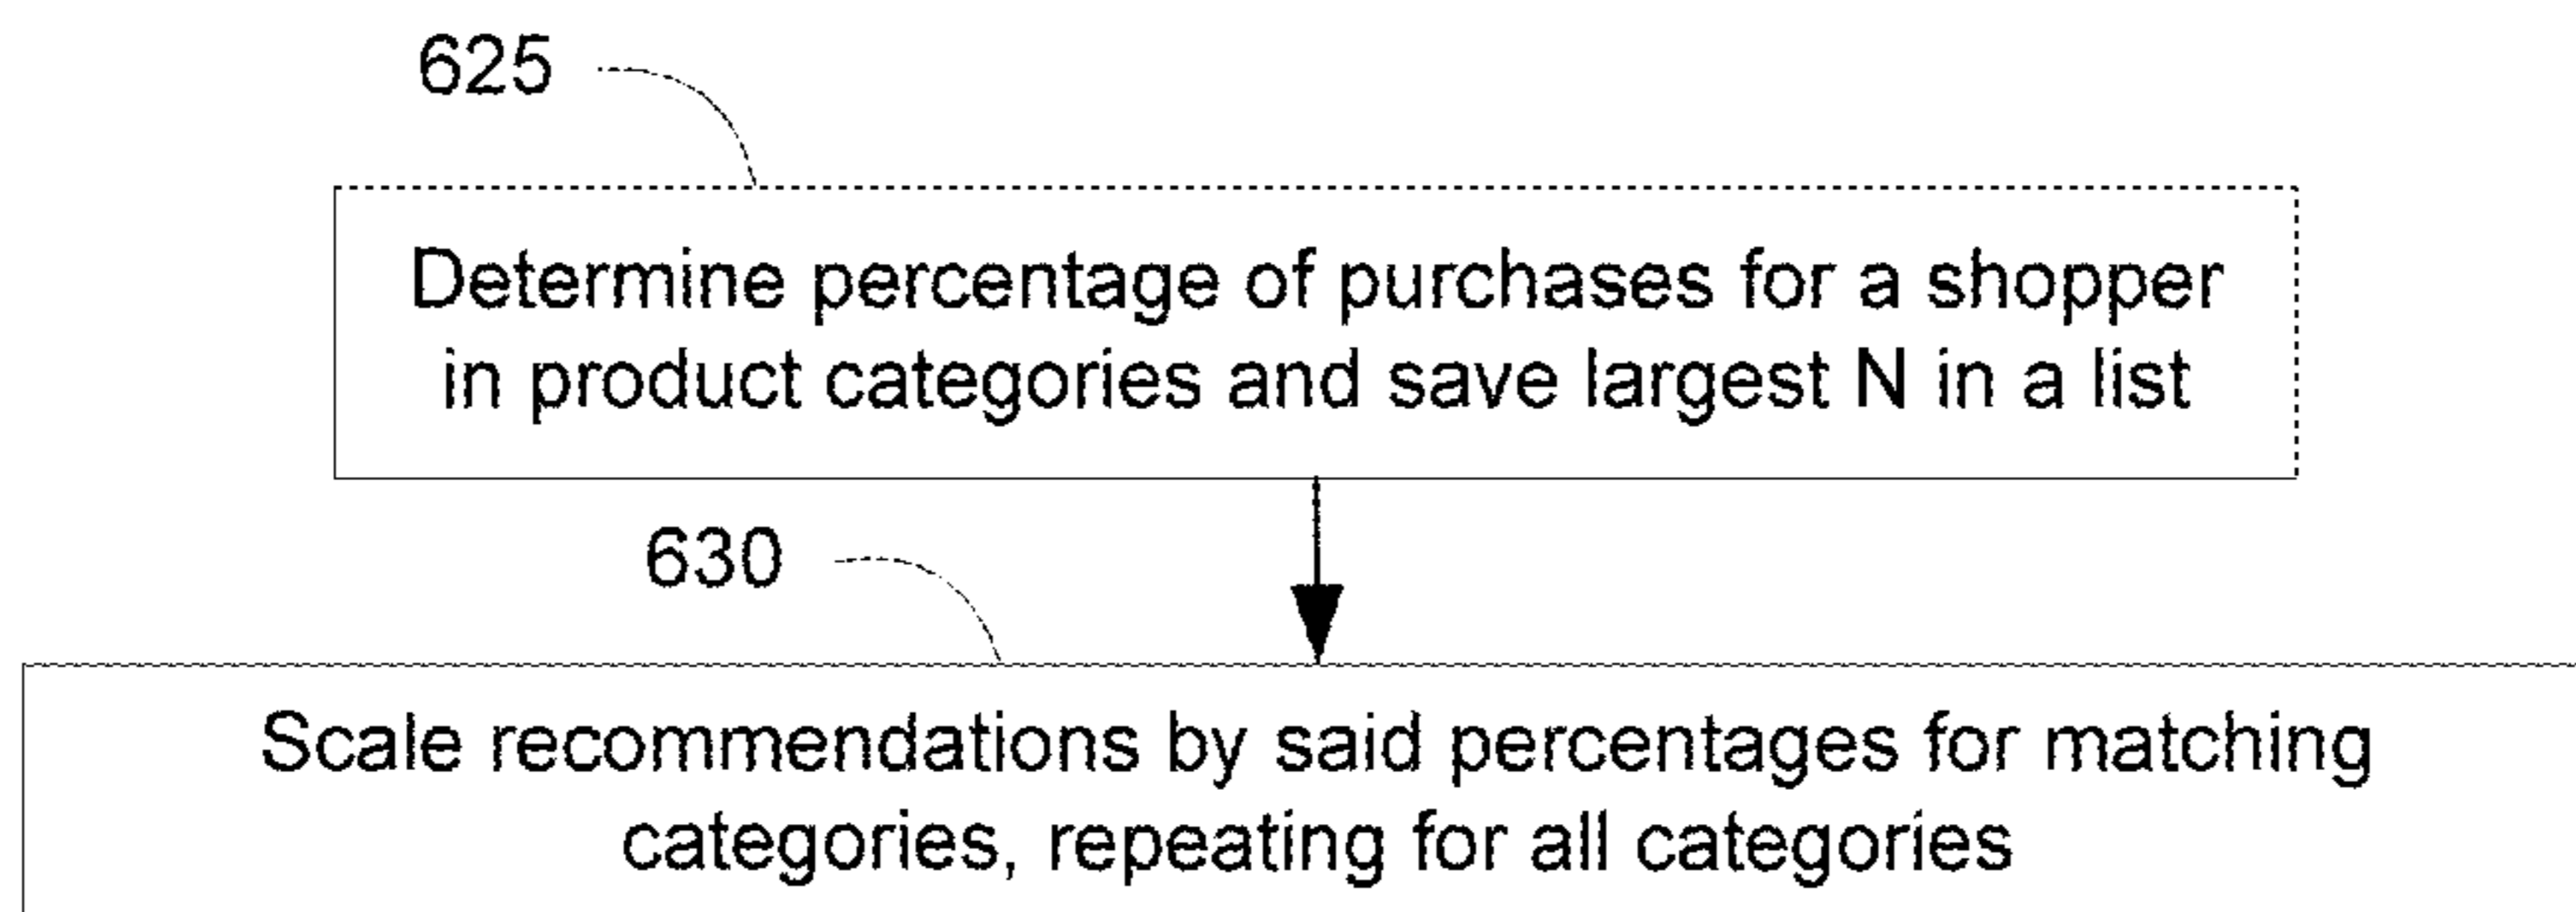 625
Determine percentage of purchases for a shopper
in product categories and save largest N in a list
630
Scale recommendations by said percentages for matching
categories, repeating for all categories